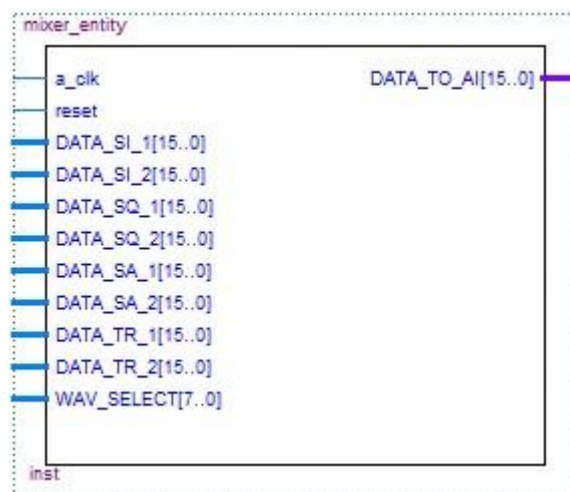 mixer_entity
a_clk DATA_TO_AI[15..0]
reset
DATA_SI_1[15..0]
DATA_SI_2[15..0]
DATA_SQ_1[15..0]
DATA_SQ_2[15..0]
DATA_SA_1[15..0]
DATA_SA_2[15..0]
DATA_TR_1[15..0]
DATA_TR_2[15..0]
WAV_SELECT[7..0]
inst